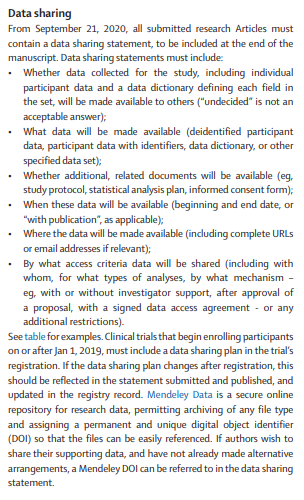 Data sharing
From September 21, 2020, all submitted research Articles must
contain a data sharing statement, to be included at the end of the
manuscript. Data sharing statements must include:
• Whether data collected for the study, including individual
participant data and a data dictionary defining each field in
the set, will be made available to others (“undecided” is not an
acceptable answer);
• What data will be made available (deidentified participant
data, participant data with identifiers, data dictionary, or other
specified data set);
• Whether additional, related documents will be available (eg,
study protocol, statistical analysis plan, informed consent form);
• When these data will be available (beginning and end date, or
“with publication”, as applicable);
• Where the data will be made available (including complete URLs
or email addresses if relevant);
• By what access criteria data will be shared (including with
whom, for what types of analyses, by what mechanism –
eg, with or without investigator support, after approval of
a proposal, with a signed data access agreement - or any
additional restrictions).
See table for examples. Clinical trials that begin enrolling participants
on or after Jan 1, 2019, must include a data sharing plan in the trial’s
registration. If the data sharing plan changes after registration, this
should be reflected in the statement submitted and published, and
updated in the registry record. Mendeley Data is a secure online
repository for research data, permitting archiving of any file type
and assigning a permanent and unique digital object identifier
(DOI) so that the files can be easily referenced. If authors wish to
share their supporting data, and have not already made alternative
arrangements, a Mendeley DOI can be referred to in the data sharing
statement.